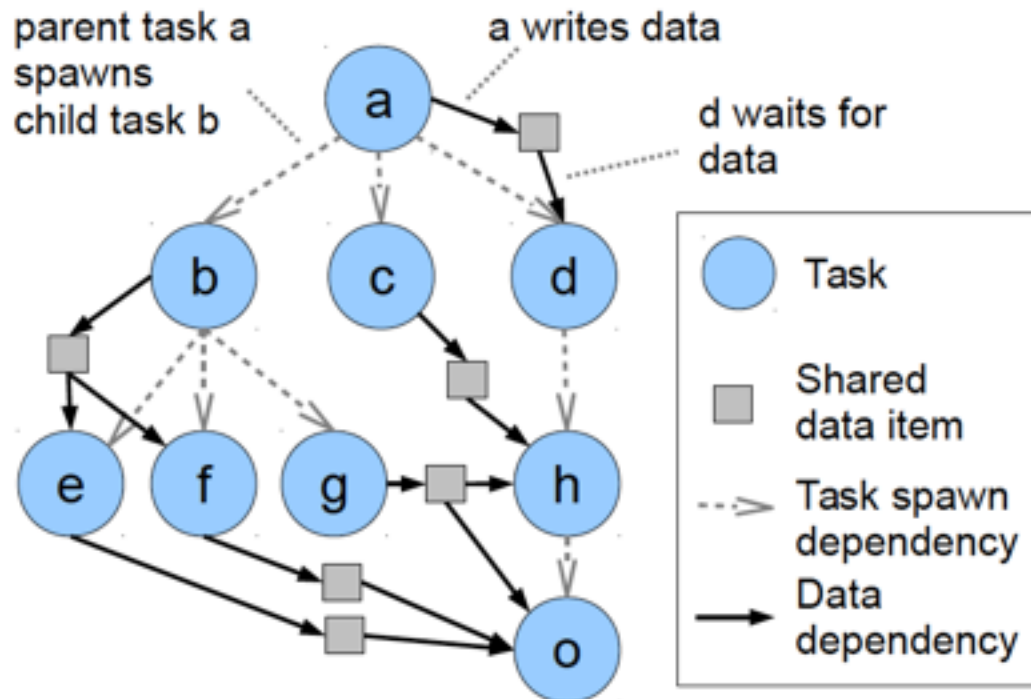 parent task a
spawns
child task b
a writes data
d waits for
data
a
b
c
d
e
f
g
h
o
Task
Shared
data item
Task spawn
dependency
Data
dependency